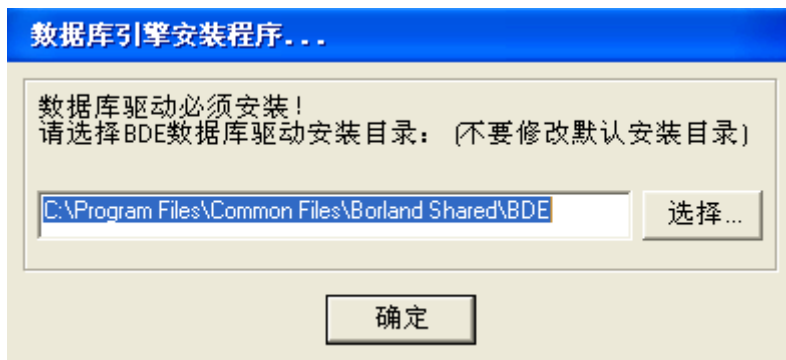 数据库引擎安装程序...
数据库驱动必须安装!
请选择BDE数据库驱动安装目录： (不要修改默认安装目录)
C:\Program Files\Common Files\Borland Shared\BDE
选择...
确定